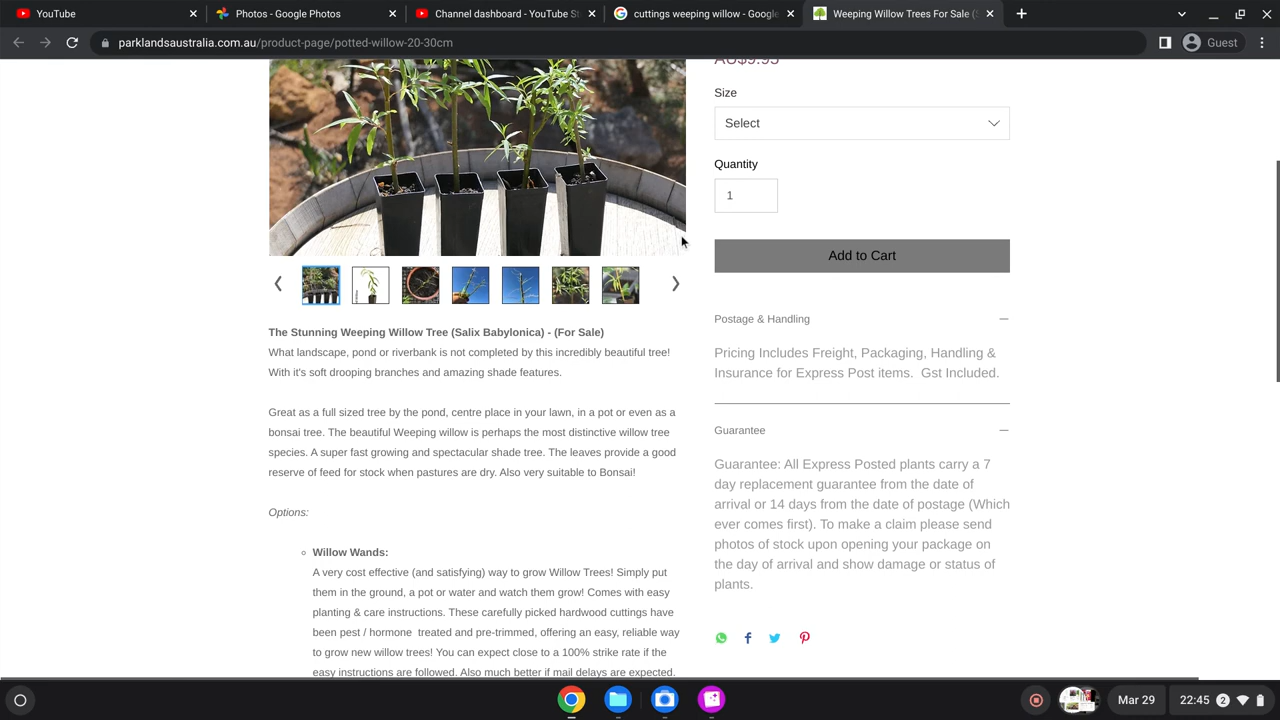 YouTube
Photos - Google Photos
Channel dashboard - YouTube St
cuttings weeping willow - Google
Weeping Willow Trees For Sale (S
parklandsaustralia.com.au/product-page/potted-willow-20-30cm
Guest
AU$9.95
Size
Select
Quantity
1
Add to Cart
The Stunning Weeping Willow Tree (Salix Babylonica) - (For Sale)
What landscape, pond or riverbank is not completed by this incredibly beautiful tree!
With it's soft drooping branches and amazing shade features.
Great as a full sized tree by the pond, centre place in your lawn, in a pot or even as a
bonsai tree. The beautiful Weeping willow is perhaps the most distinctive willow tree
species. A super fast growing and spectacular shade tree. The leaves provide a good
reserve of feed for stock when pastures are dry. Also very suitable to Bonsai!
Options:
Willow Wands:
A very cost effective (and satisfying) way to grow Willow Trees! Simply put
them in the ground, a pot or water and watch them grow! Comes with easy
planting & care instructions. These carefully picked hardwood cuttings have
been pest / hormone  treated and pre-trimmed, offering an easy, reliable way
to grow new willow trees! You can expect close to a 100% strike rate if the
easy instructions are followed. Also much better if mail delays are expected.
Postage & Handling
Pricing Includes Freight, Packaging, Handling &
Insurance for Express Post items.  Gst Included.
Guarantee
Guarantee: All Express Posted plants carry a 7
day replacement guarantee from the date of
arrival or 14 days from the date of postage (Which
ever comes first). To make a claim please send
photos of stock upon opening your package on
the day of arrival and show damage or status of
plants.
Mar 29
22:45
2